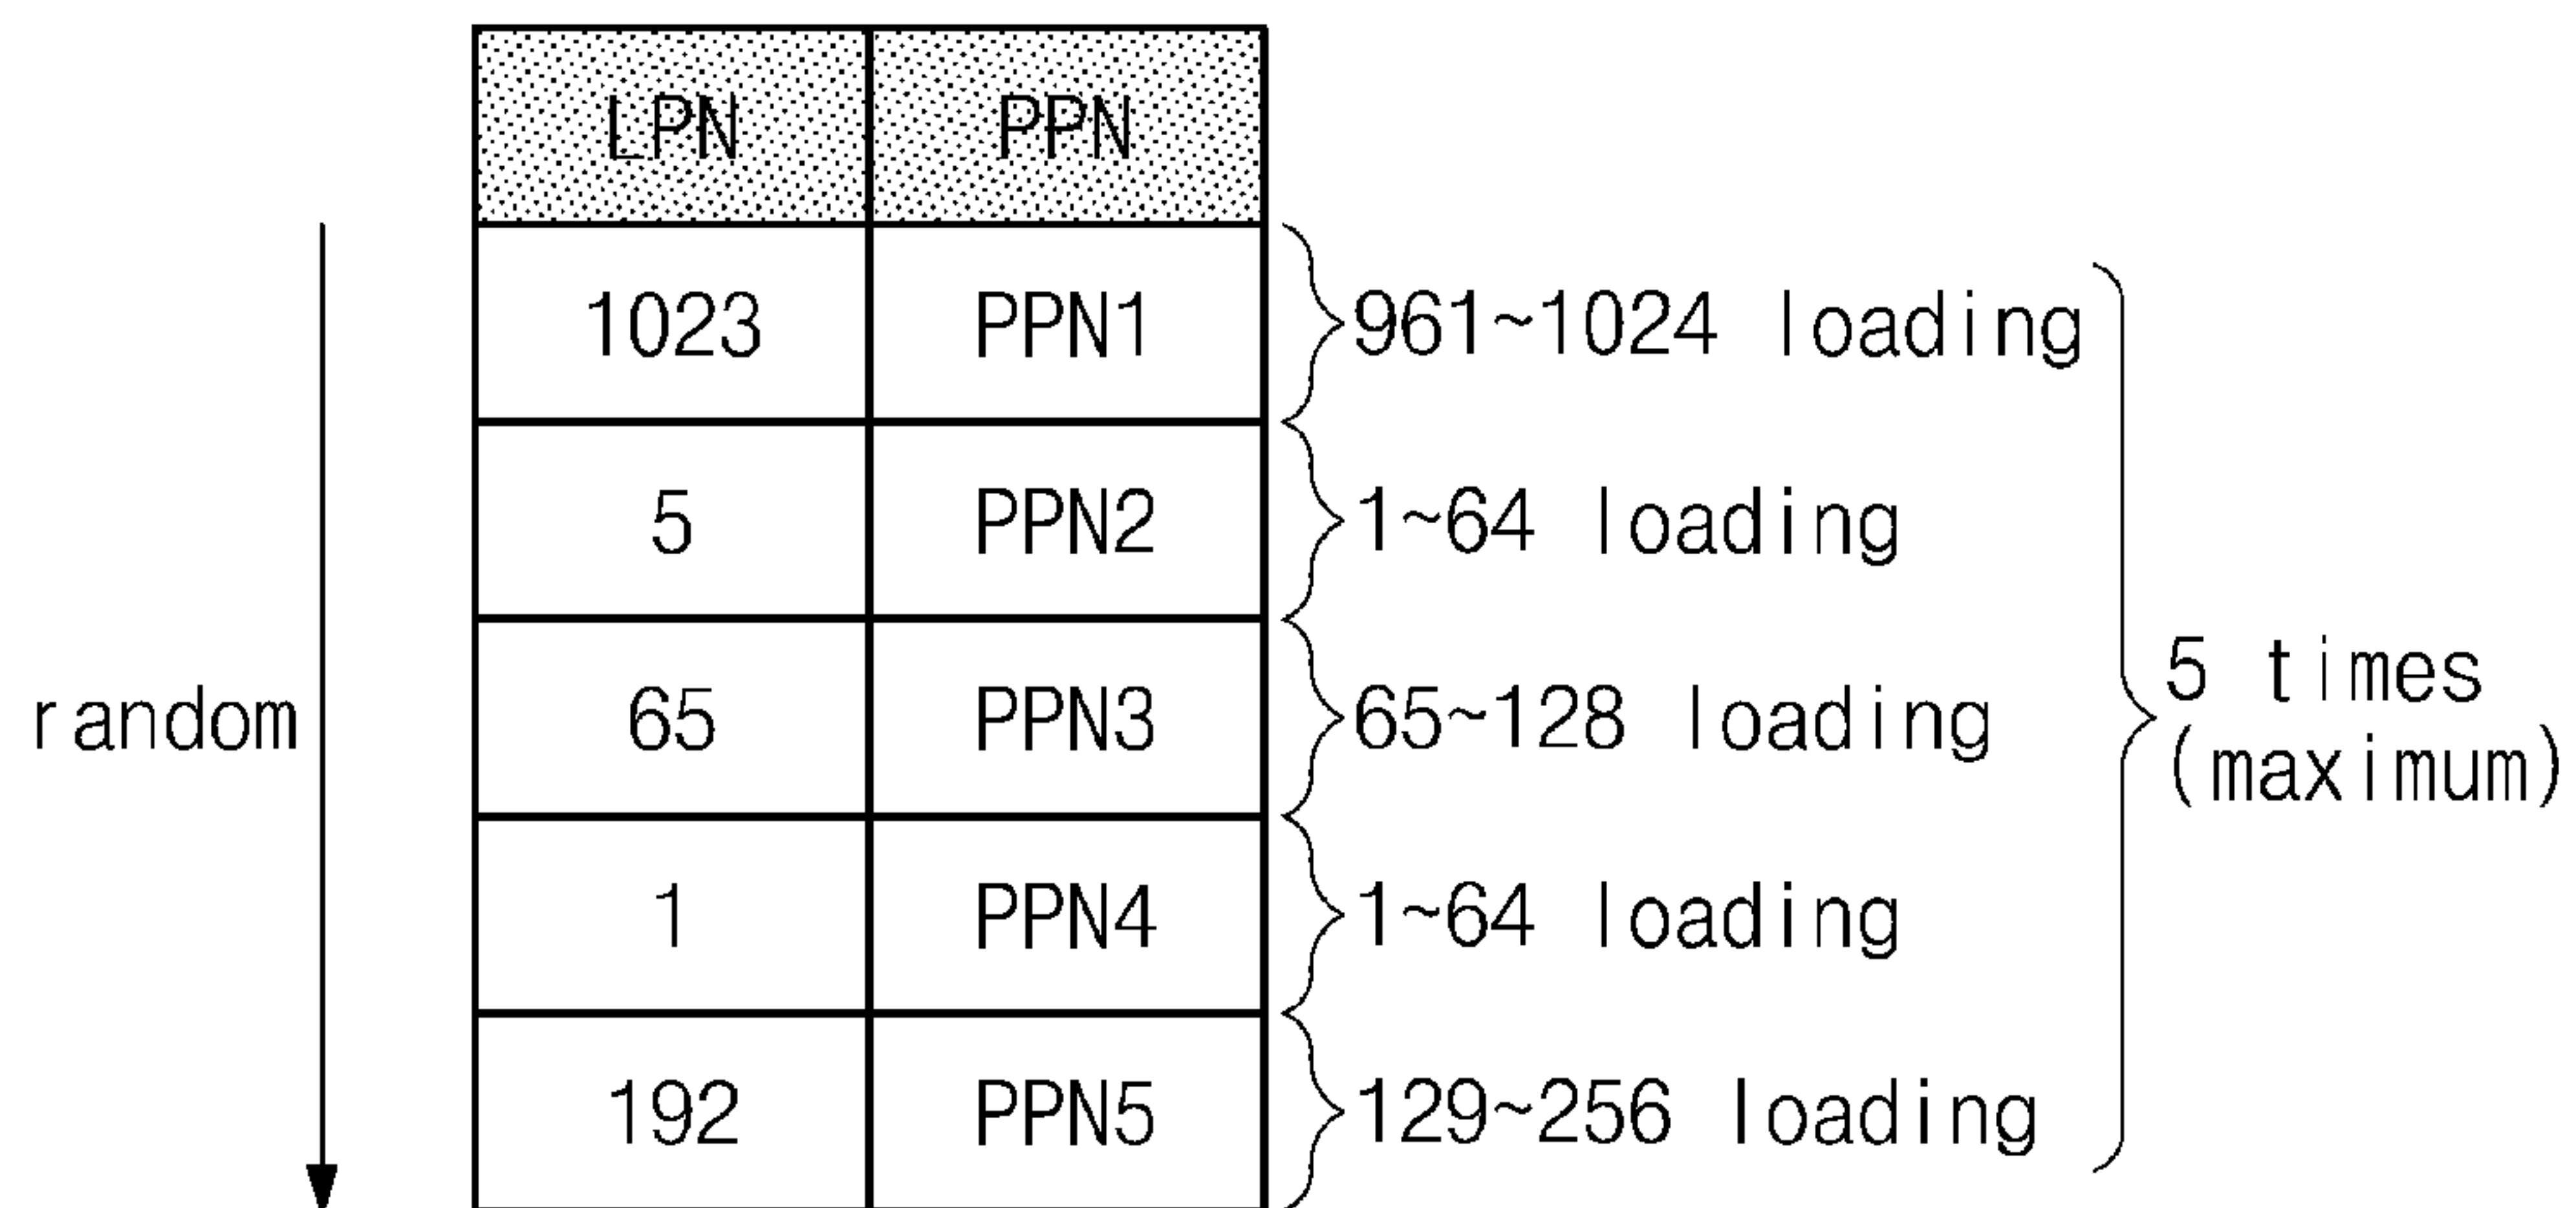 LPN PPN
1023 PPN1 961~1024 loading
5 PPN2 1~64 loading
65 PPN3 65~128 loading
1 PPN4 1~64 loading
192 PPN5 129~256 loading
random
5 times
(maximum)